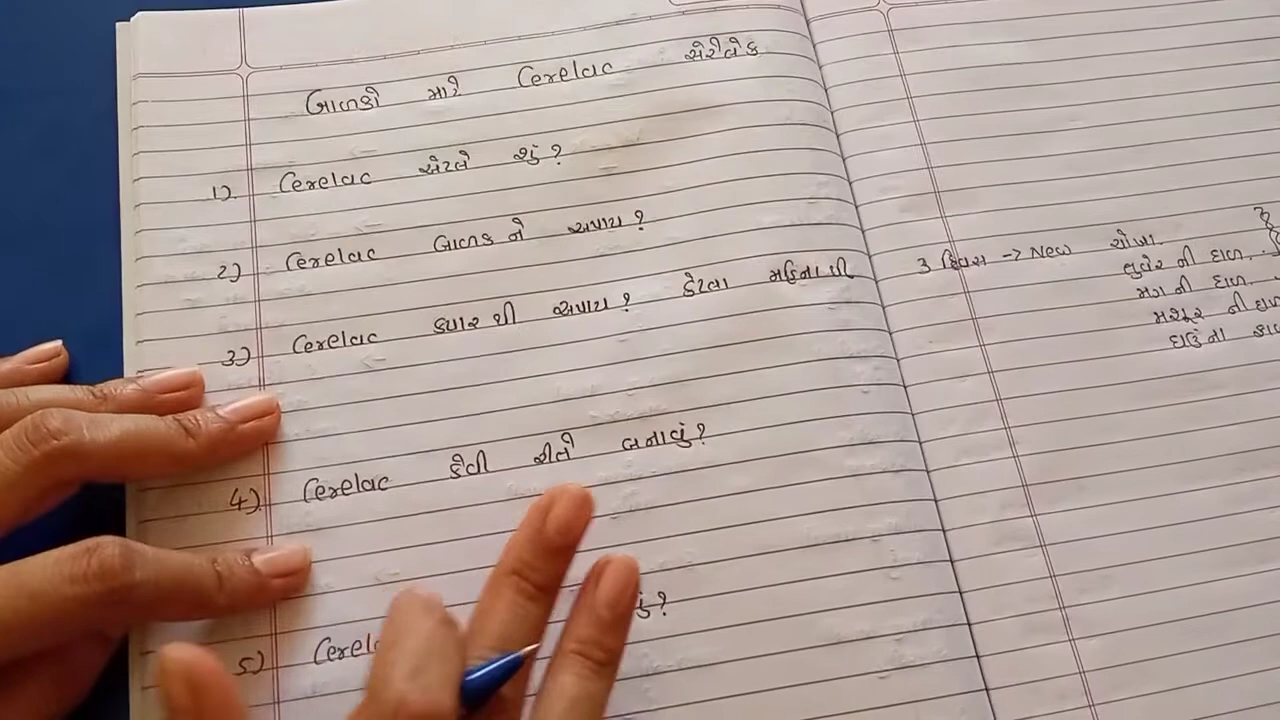 બાળકો માટે Cerelac સેરીલેક
1). Cerelac એટલે શું?
2) Cerelac બાળક ને અપાય?
3) Cerelac ક્યાર થી અપાય? કેટલા મહિના થી
4). Cerelac કેવી રીતે બનાવું?
5) Cerel
3 દિવસ -> New ચોખા.
તુવેર ની દાળ.
મગ ની દાળ.
મસૂર ની દાળ
ઘઉં ના